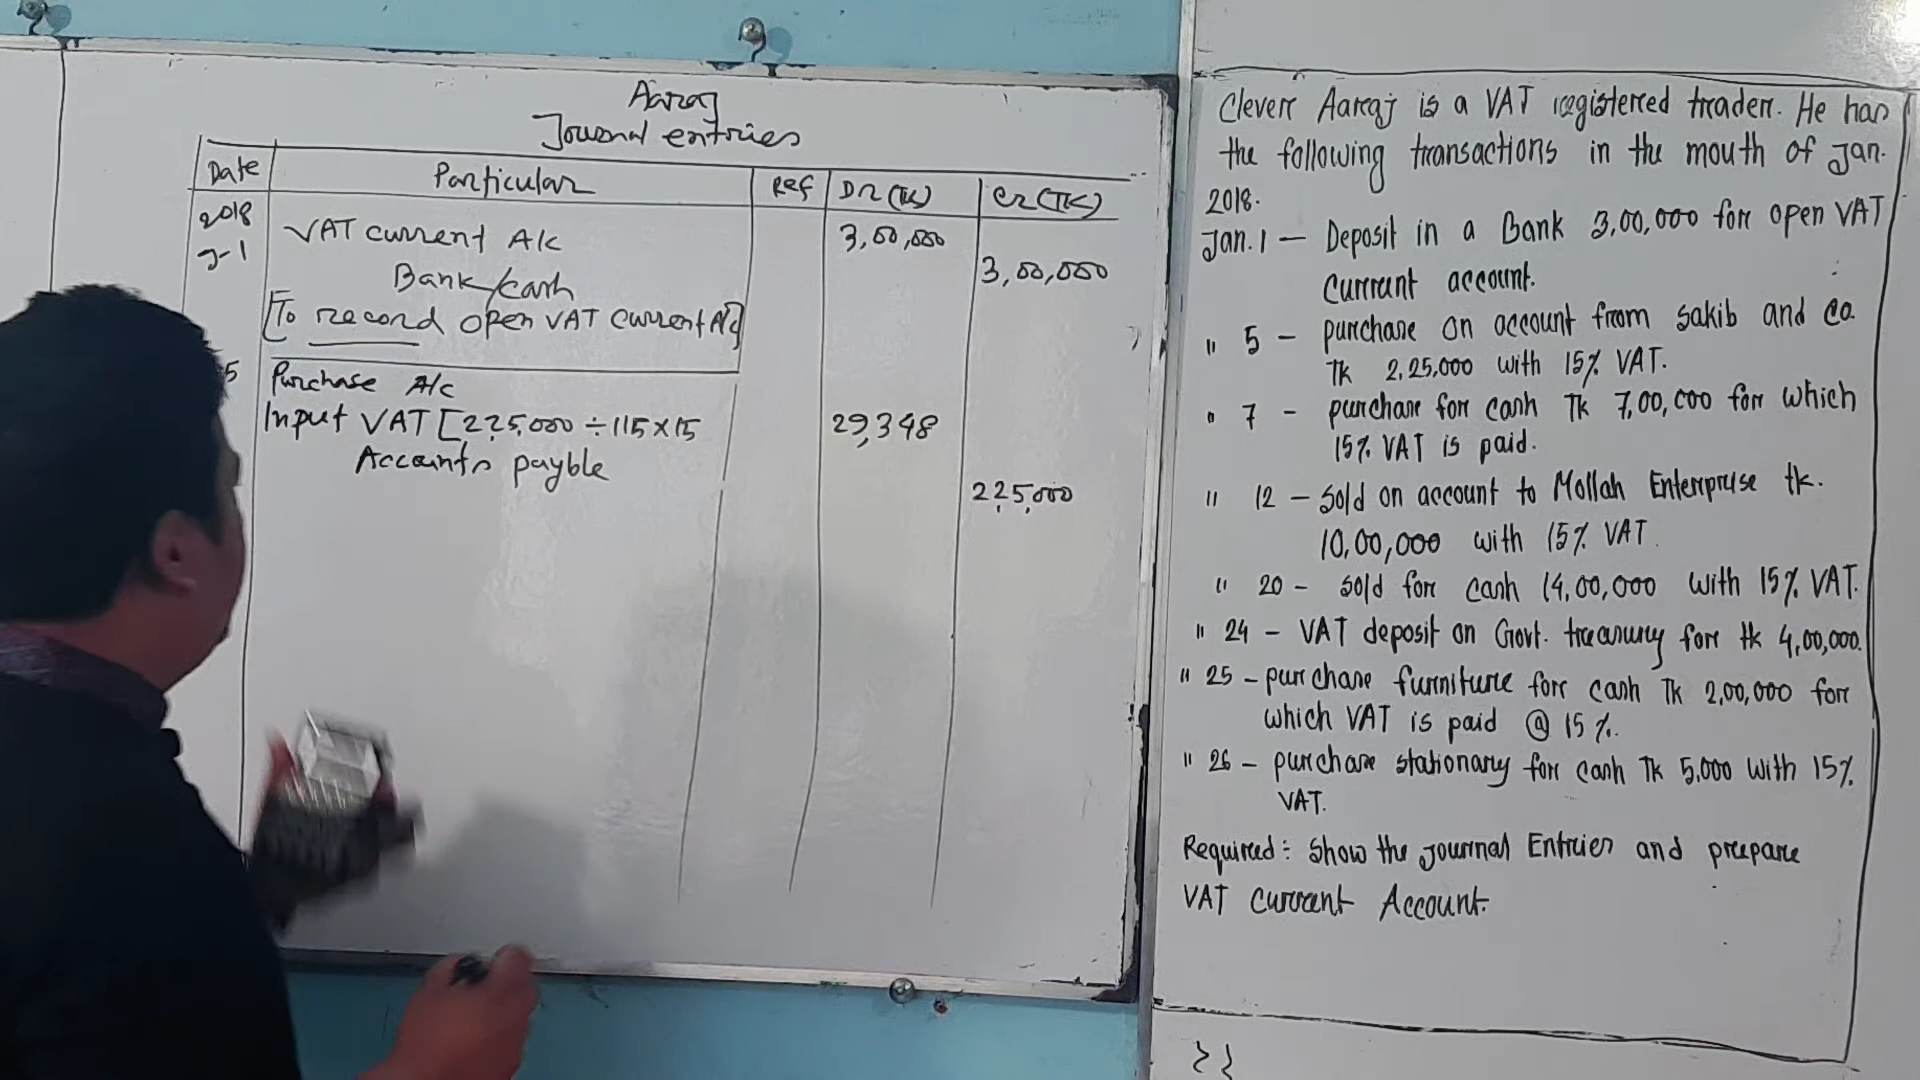 Aaraj
Journal entries
Date Particular Ref Dr (TK) Cr (TK)
2018
J-1 VAT current A/c 3,00,000
Bank/cash 3,00,000
[To record open VAT current A/c]
5 Purchase A/c
Input VAT [225,000 ÷ 115 x 15 29,348
Accounts payble 225,000
Clever Aaraj is a VAT registered trader. He has
the following transactions in the mouth of Jan.
2018.
Jan. 1 – Deposit in a Bank 3,00,000 for open VAT
Current account.
" 5 – purchase on account from sakib and co.
Tk 2,25,000 with 15% VAT.
" 7 – purchase for cash Tk 7,00,000 for which
15% VAT is paid.
" 12 – Sold on account to Mollah Enterprise tk.
10,00,000 with 15% VAT.
" 20 – sold for cash 14,00,000 with 15% VAT.
" 24 – VAT deposit on Govt. treasury for tk 4,00,000.
" 25 – purchase furniture for cash Tk 2,00,000 for
which VAT is paid @ 15%.
" 26 – purchase stationary for cash Tk 5,000 with 15%
VAT.
Required: Show the Journal Entries and prepare
VAT Current Account.